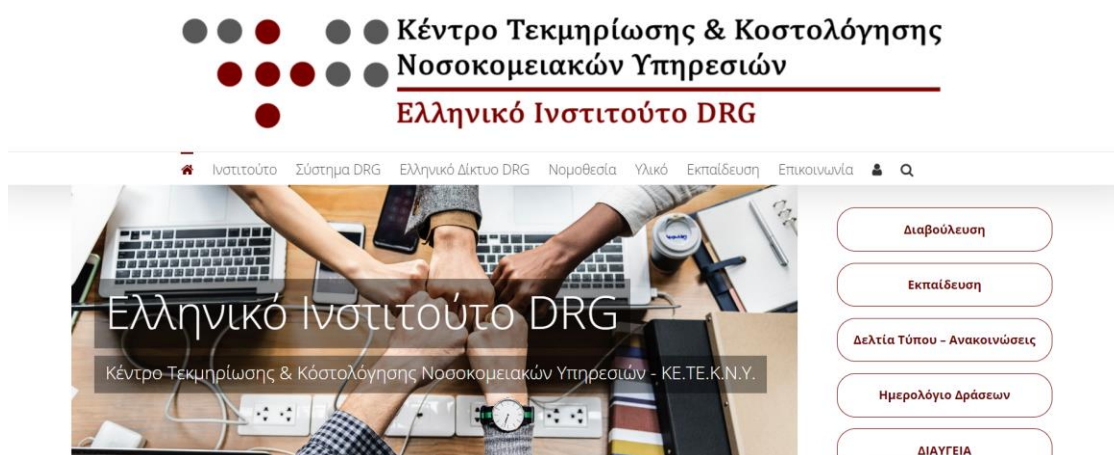 Κέντρο Τεκμηρίωσης & Κοστολόγησης
Νοσοκομειακών Υπηρεσιών
Ελληνικό Ινστιτούτο DRG
Ινστιτούτο Σύστημα DRG Ελληνικό Δίκτυο DRG Νομοθεσία Υλικό Εκπαίδευση Επικοινωνία
Ελληνικό Ινστιτούτο DRG
Κέντρο Τεκμηρίωσης & Κόστολόγησης Νοσοκομειακών Υπηρεσιών - ΚΕ.ΤΕ.Κ.Ν.Υ.
Διαβούλευση
Εκπαίδευση
Δελτία Τύπου – Ανακοινώσεις
Ημερολόγιο Δράσεων
ΔΙΑΥΓΕΙΑ